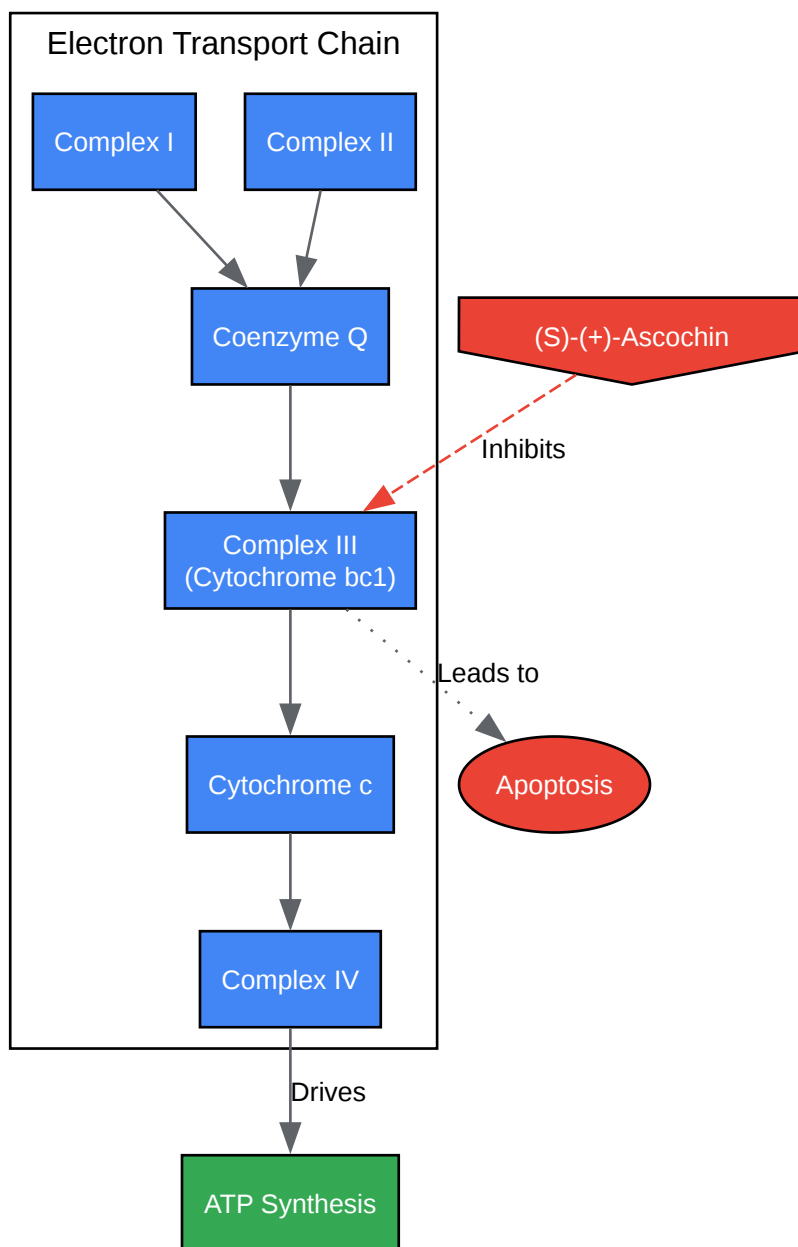 Electron Transport Chain
Complex I
Complex II
Coenzyme Q
(S)-(+)-Ascochin
Inhibits
Complex III
(Cytochrome bc1)
Leads to
Cytochrome c
Apoptosis
Complex IV
Drives
ATP Synthesis